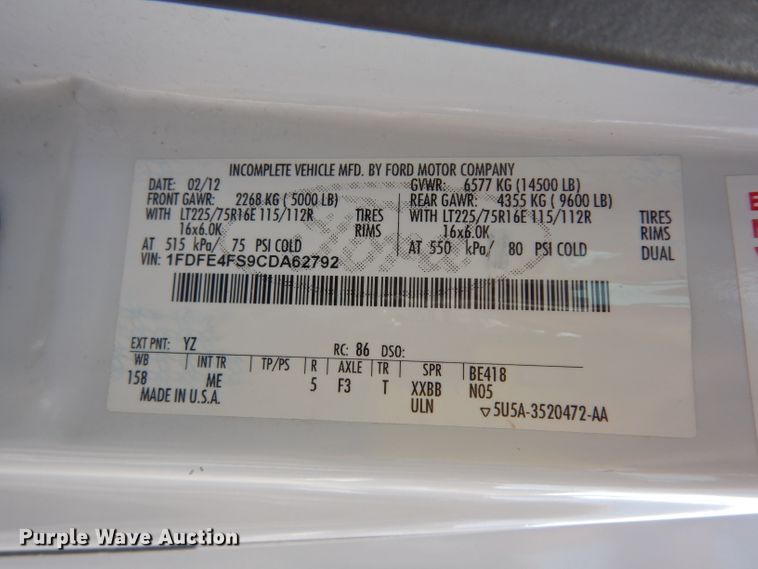 INCOMPLETE VEHICLE MFD. BY FORD MOTOR COMPANY
DATE: 02/12 GVWR: 6577 KG (14500 LB)
FRONT GAWR: 2268 KG ( 5000 LB) REAR GAWR: 4355 KG ( 9600 LB)
WITH LT225/75R16E 115/112R TIRES WITH LT225/75R16E 115/112R TIRES
16x6.0K RIMS 16x6.0K RIMS
AT 515 kPa/ 75 PSI COLD AT 550 kPa/ 80 PSI COLD DUAL
VIN: 1FDFE4FS9CDA62792
EXT PNT: YZ RC: 86 DSO:
WB INT TR TP/PS R AXLE TR SPR BE418
158 ME 5 F3 T XXBB N05
MADE IN U.S.A. ULN ▽5U5A-3520472-AA
Purple Wave Auction